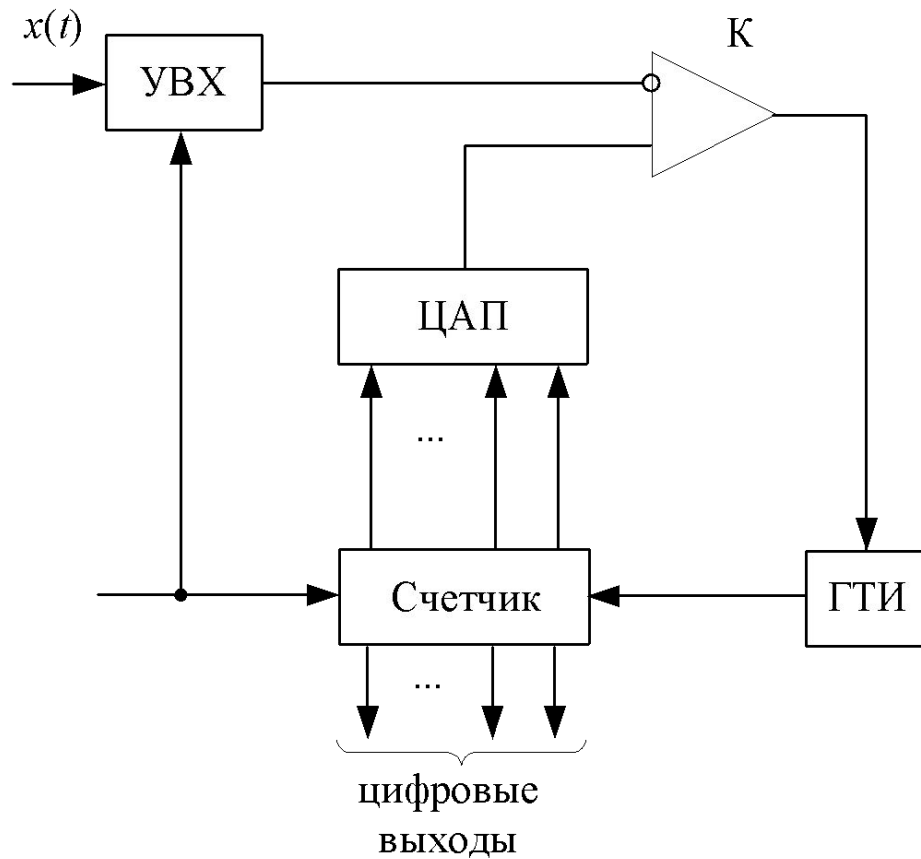 x(t)
К
УВХ
ЦАП
...
Счетчик
ГТИ
...
цифровые
выходы